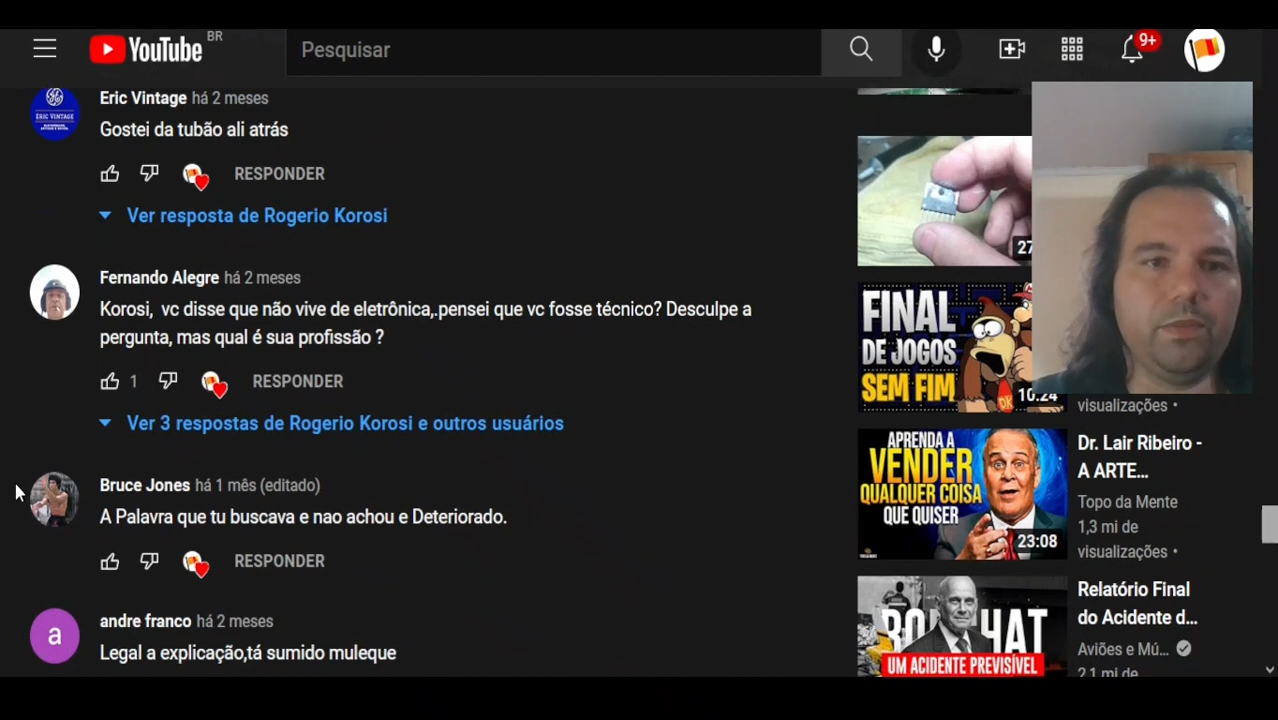 YouTube BR
Pesquisar
9+
Eric Vintage há 2 meses
Gostei da tubão ali atrás
RESPONDER
Ver resposta de Rogerio Korosi
Fernando Alegre há 2 meses
Korosi, vc disse que não vive de eletrônica,.pensei que vc fosse técnico? Desculpe a
pergunta, mas qual é sua profissão ?
1
RESPONDER
Ver 3 respostas de Rogerio Korosi e outros usuários
Bruce Jones há 1 mês (editado)
A Palavra que tu buscava e nao achou e Deteriorado.
RESPONDER
a
andre franco há 2 meses
Legal a explicação,tá sumido muleque
27
FINAL
DE JOGOS
SEM FIM
DK
10:24
visualizações •
APRENDA A
VENDER
QUALQUER COISA
QUE QUISER
23:08
Dr. Lair Ribeiro -
A ARTE...
Topo da Mente
1,3 mi de
visualizações •
UM ACIDENTE PREVISÍVEL
Relatório Final
do Acidente d...
Aviões e Mú...
2,1 mi de